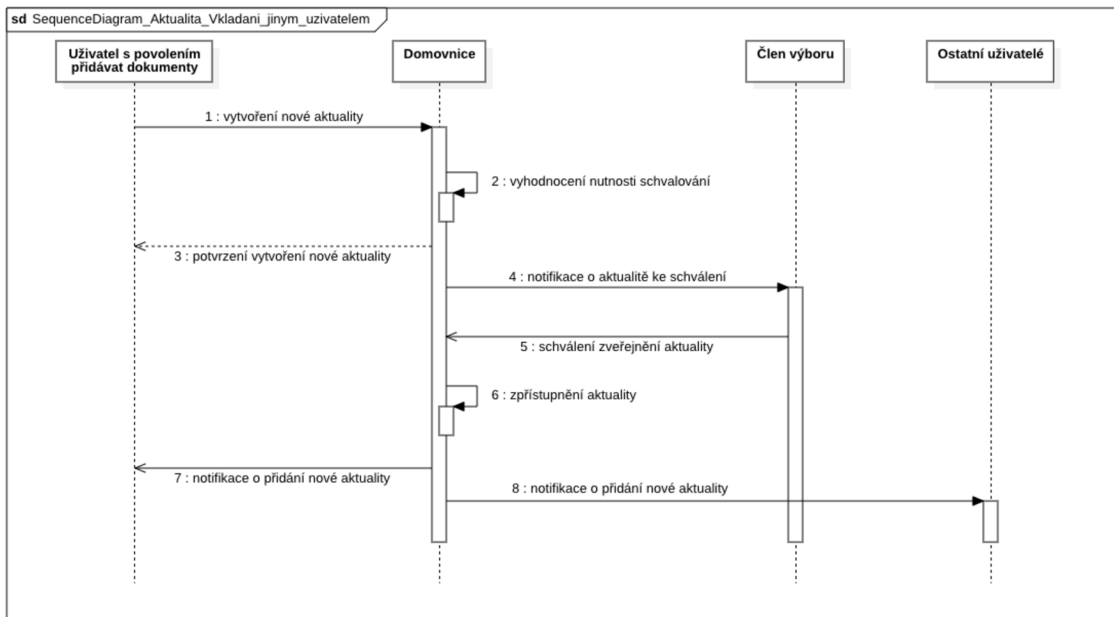 sd SequenceDiagram_Aktualita_Vkladani_jinym_uzivatelem
Uživatel s povolením
přidávat dokumenty
Domovnice
Člen výboru
Ostatní uživatelé
1 : vytvoření nové aktuality
2 : vyhodnocení nutnosti schvalování
3 : potvrzení vytvoření nové aktuality
4 : notifikace o aktualitě ke schválení
5 : schválení zveřejnění aktuality
6 : zpřístupnění aktuality
7 : notifikace o přidání nové aktuality
8 : notifikace o přidání nové aktuality